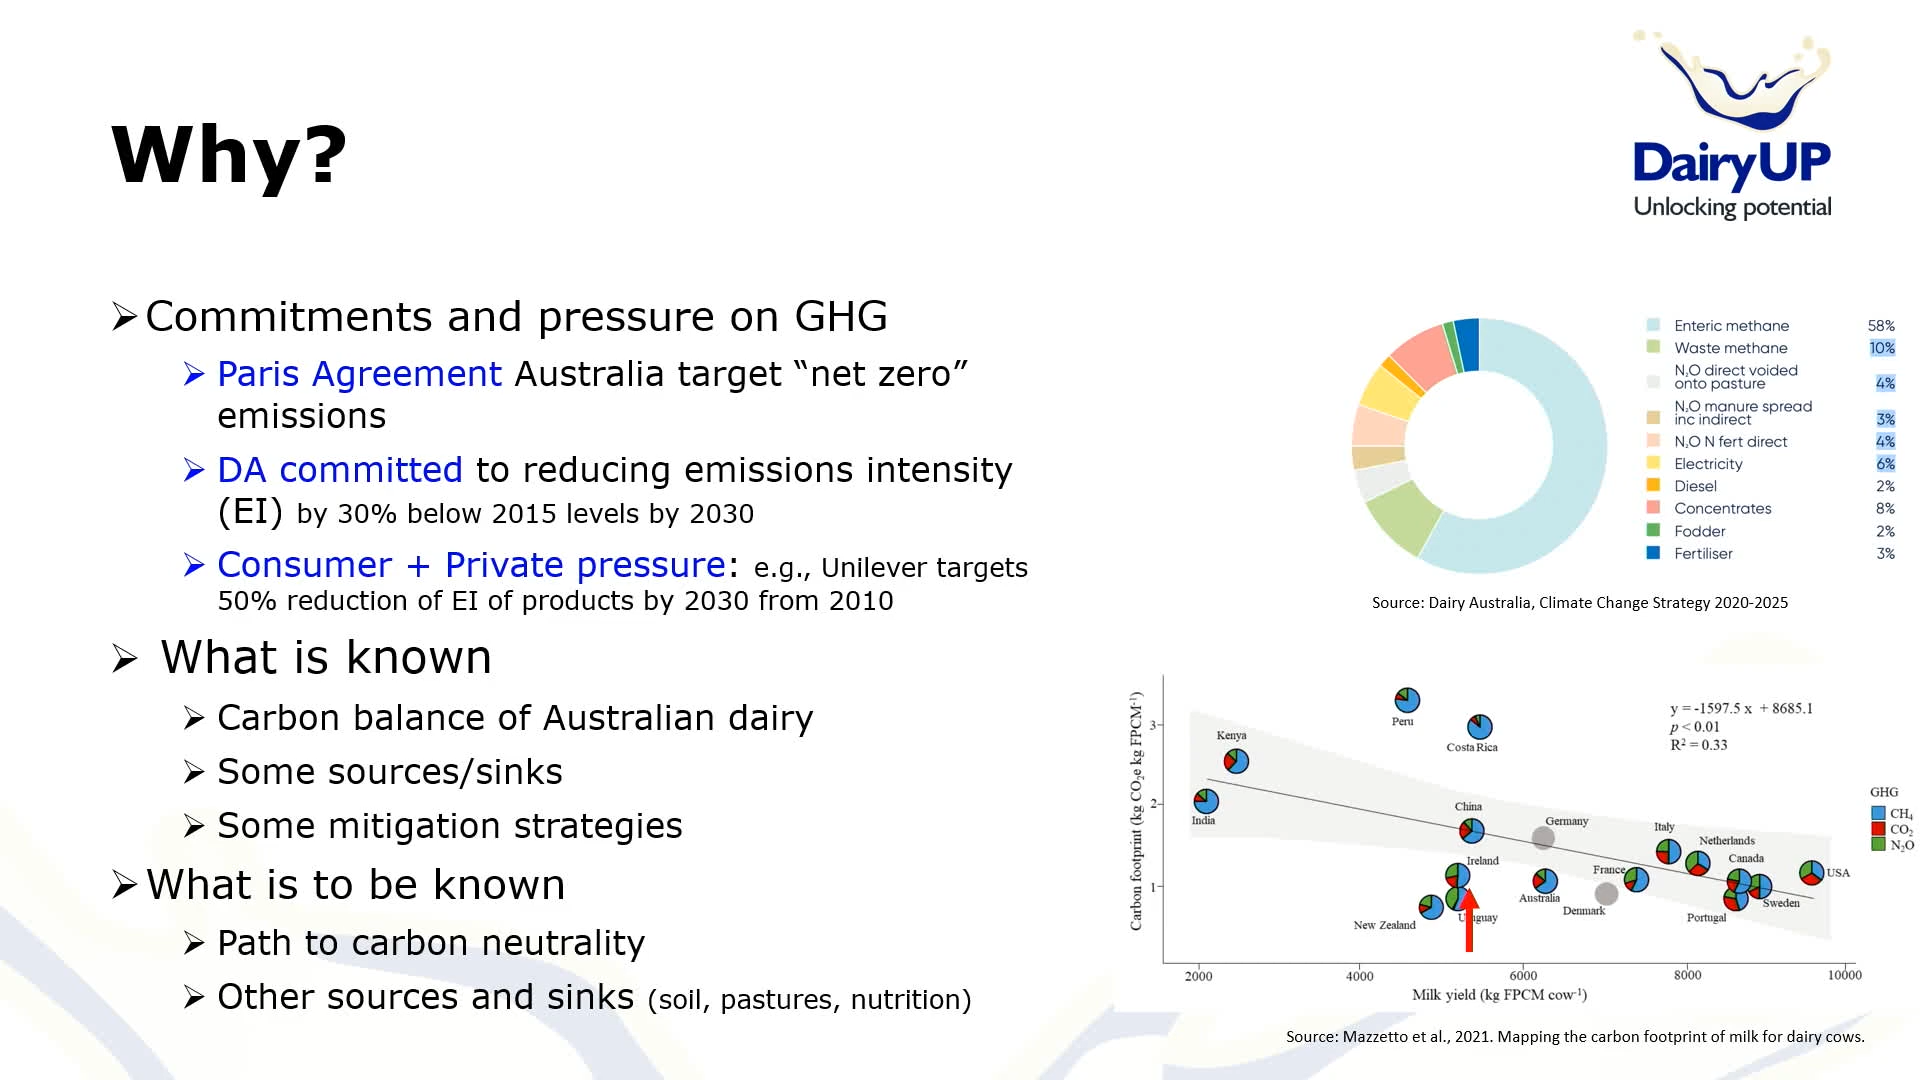 Why?
DairyUP
Unlocking potential
➢Commitments and pressure on GHG
➢ Paris Agreement Australia target “net zero”
emissions
➢ DA committed to reducing emissions intensity
(EI) by 30% below 2015 levels by 2030
➢ Consumer + Private pressure: e.g., Unilever targets
50% reduction of EI of products by 2030 from 2010
➢ What is known
➢ Carbon balance of Australian dairy
➢ Some sources/sinks
➢ Some mitigation strategies
➢What is to be known
➢ Path to carbon neutrality
➢ Other sources and sinks (soil, pastures, nutrition)
Enteric methane 58%
Waste methane 10%
N₂O direct voided
onto pasture 4%
N₂O manure spread
inc indirect 3%
N₂O N fert direct 4%
Electricity 6%
Diesel 2%
Concentrates 8%
Fodder 2%
Fertiliser 3%
Source: Dairy Australia, Climate Change Strategy 2020-2025
Carbon footprint (kg CO₂e kg FPCM⁻¹)
3
2
1
Peru
Costa Rica
Kenya
India
China
Germany
Ireland
Italy
Netherlands
Canada
France
USA
Australia
Denmark
Sweden
Portugal
New Zealand
y = -1597.5 x + 8685.1
p < 0.01
R² = 0.33
GHG
CH₄
CO₂
N₂O
2000 4000 6000 8000 10000
Milk yield (kg FPCM cow⁻¹)
Source: Mazzetto et al., 2021. Mapping the carbon footprint of milk for dairy cows.